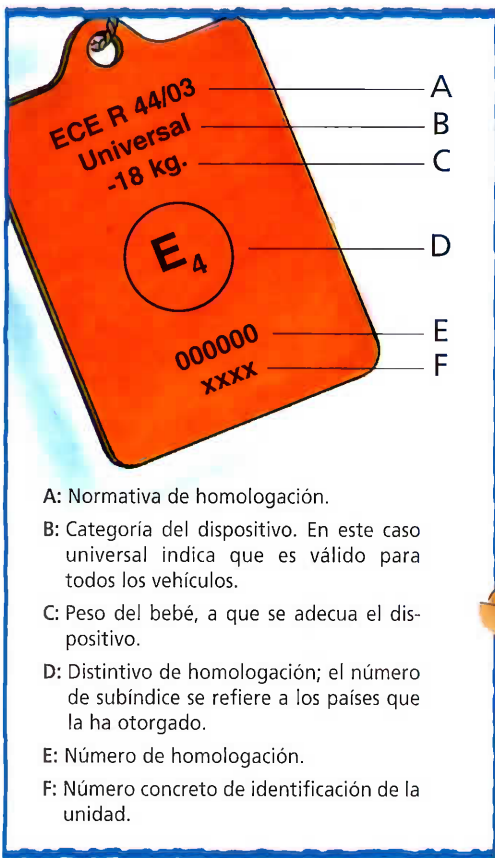 ECE R 44/03 A
Universal B
-18 kg. C
E4 D
000000 E
xxxx F
A: Normativa de homologación.
B: Categoría del dispositivo. En este caso
universal indica que es válido para
todos los vehículos.
C: Peso del bebé, a que se adecua el dis-
positivo.
D: Distintivo de homologación; el número
de subíndice se refiere a los países que
la ha otorgado.
E: Número de homologación.
F: Número concreto de identificación de la
unidad.